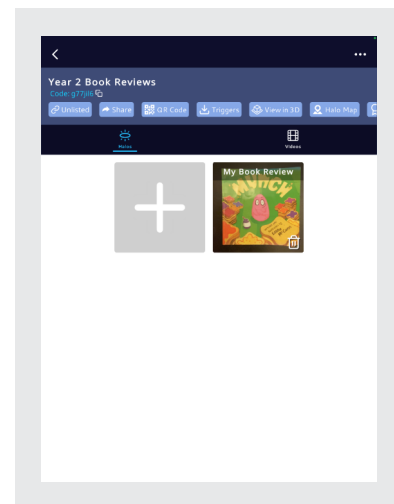 Year 2 Book Reviews
Code: g77jl6
Unlisted Share QR Code Triggers View in 3D Halo Map
Halos Videos
My Book Review
MUNCH